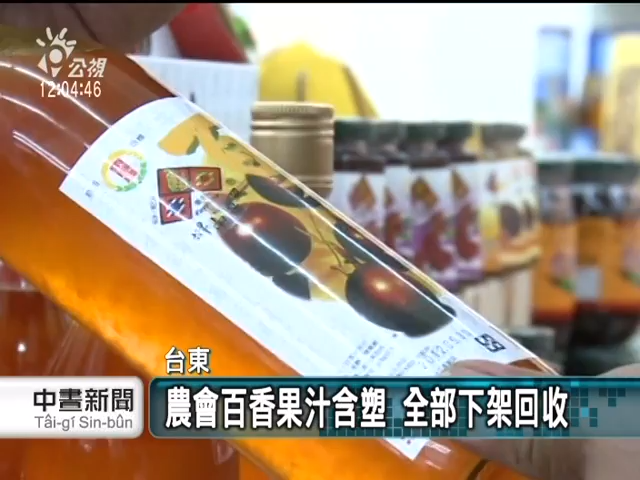 公視
12:04:46
台東
中晝新聞
Tâi-gí Sin-bûn
農會百香果汁含塑 全部下架回收